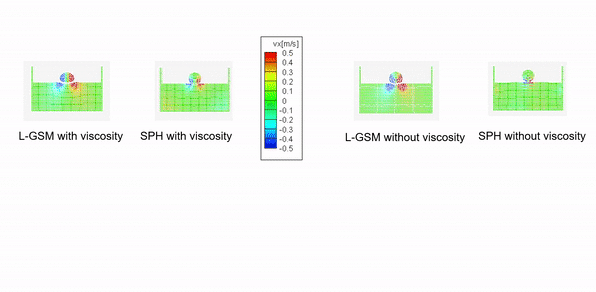 vx[m/s]
0.5
0.4
0.3
0.2
0.1
0
-0.1
-0.2
-0.3
-0.4
-0.5
L-GSM with viscosity
SPH with viscosity
L-GSM without viscosity
SPH without viscosity